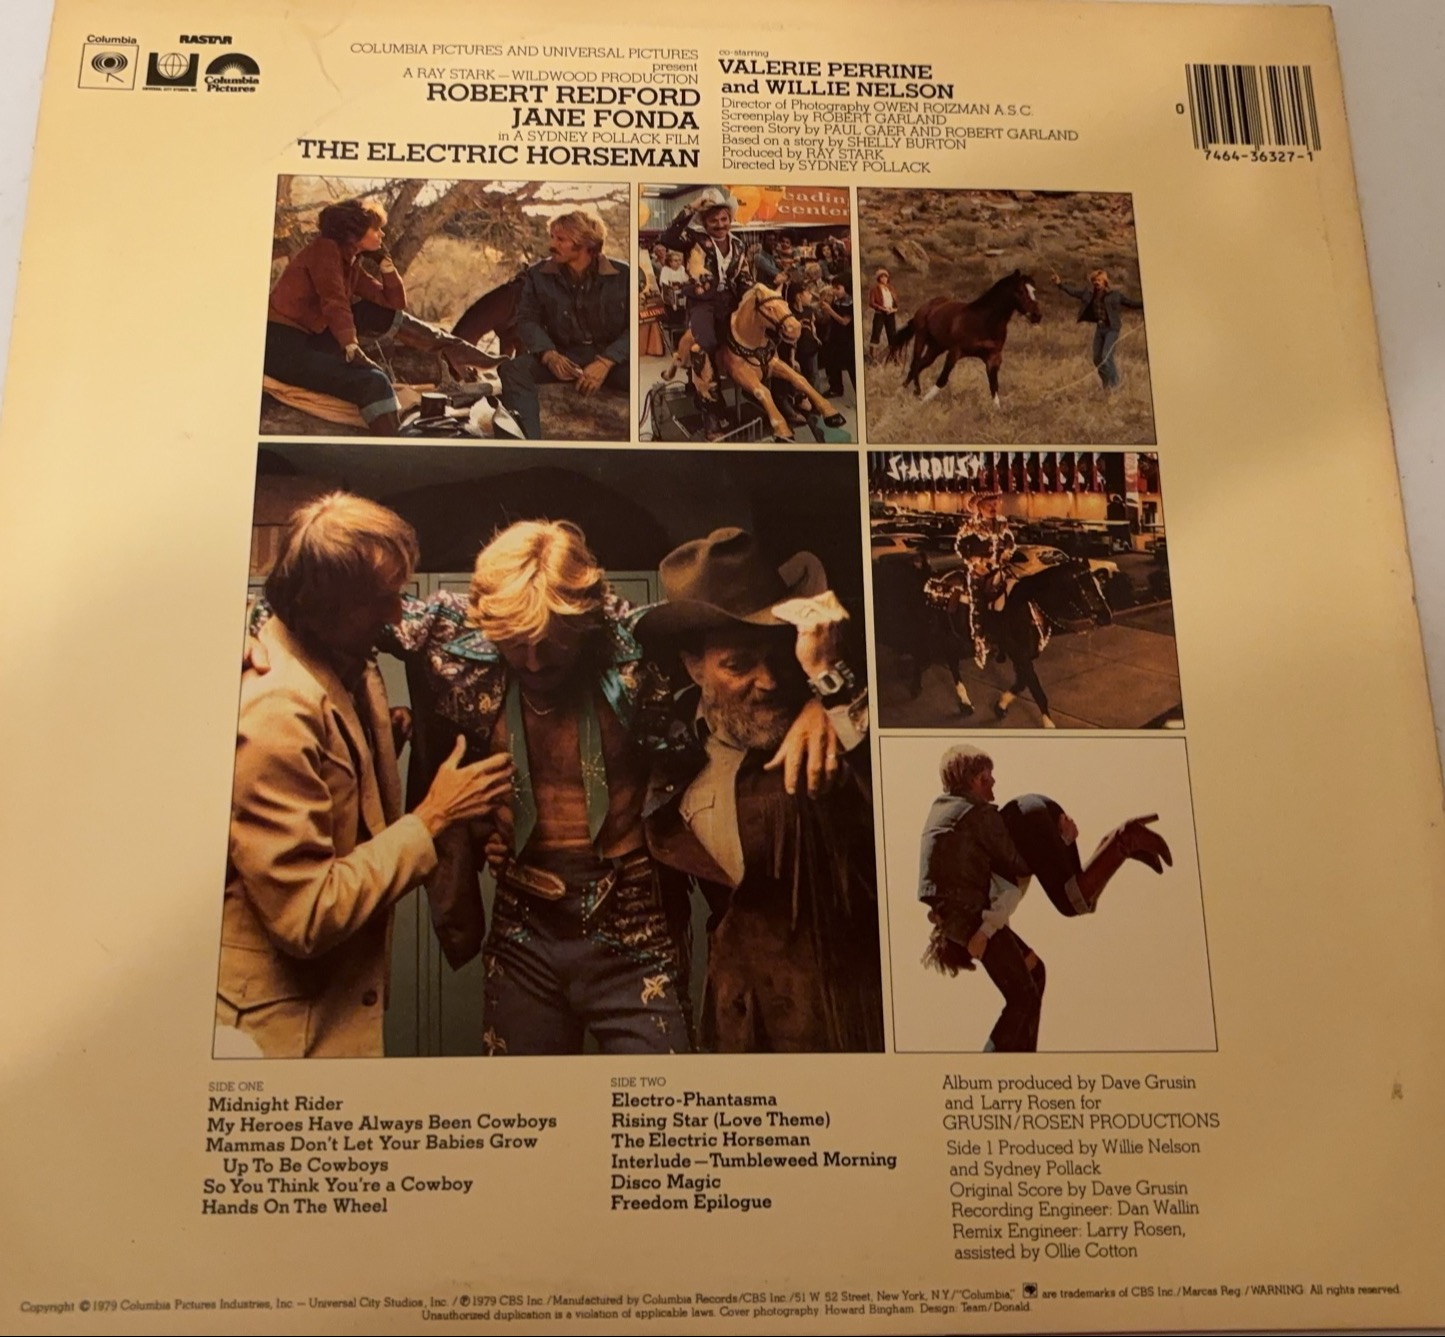 Columbia
RASTAR
UNIVERSAL CITY STUDIOS, INC.
Columbia
Pictures
COLUMBIA PICTURES AND UNIVERSAL PICTURES
present
A RAY STARK – WILDWOOD PRODUCTION
ROBERT REDFORD
JANE FONDA
in A SYDNEY POLLACK FILM
THE ELECTRIC HORSEMAN
co-starring
VALERIE PERRINE
and WILLIE NELSON
Director of Photography OWEN ROIZMAN A.S.C.
Screenplay by ROBERT GARLAND
Screen Story by PAUL GAER AND ROBERT GARLAND
Based on a story by SHELLY BURTON
Produced by RAY STARK
Directed by SYDNEY POLLACK
0
7464-36327-1
eadin
center
STARDUST
SIDE ONE
Midnight Rider
My Heroes Have Always Been Cowboys
Mammas Don't Let Your Babies Grow
Up To Be Cowboys
So You Think You're a Cowboy
Hands On The Wheel
SIDE TWO
Electro-Phantasma
Rising Star (Love Theme)
The Electric Horseman
Interlude–Tumbleweed Morning
Disco Magic
Freedom Epilogue
Album produced by Dave Grusin
and Larry Rosen for
GRUSIN/ROSEN PRODUCTIONS
Side 1 Produced by Willie Nelson
and Sydney Pollack
Original Score by Dave Grusin
Recording Engineer: Dan Wallin
Remix Engineer: Larry Rosen,
assisted by Ollie Cotton
Copyright © 1979 Columbia Pictures Industries, Inc. – Universal City Studios, Inc. / ℗ 1979 CBS Inc./Manufactured by Columbia Records/CBS Inc./51 W. 52 Street, New York, N.Y./"Columbia," are trademarks of CBS Inc./Marcas Reg./WARNING: All rights reserved.
Unauthorized duplication is a violation of applicable laws. Cover photography: Howard Bingham. Design: Team/Donald.